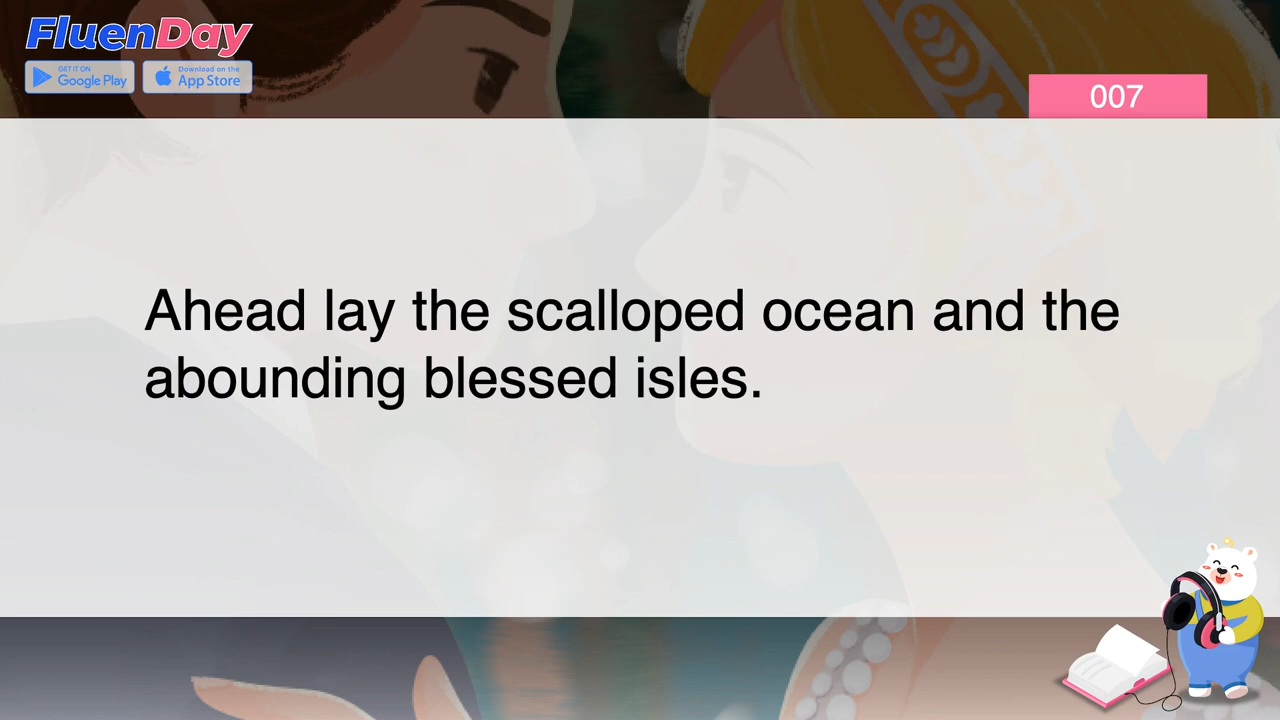 FluenDay
GET IT ON
Google Play
Download on the
App Store
007
Ahead lay the scalloped ocean and the
abounding blessed isles.